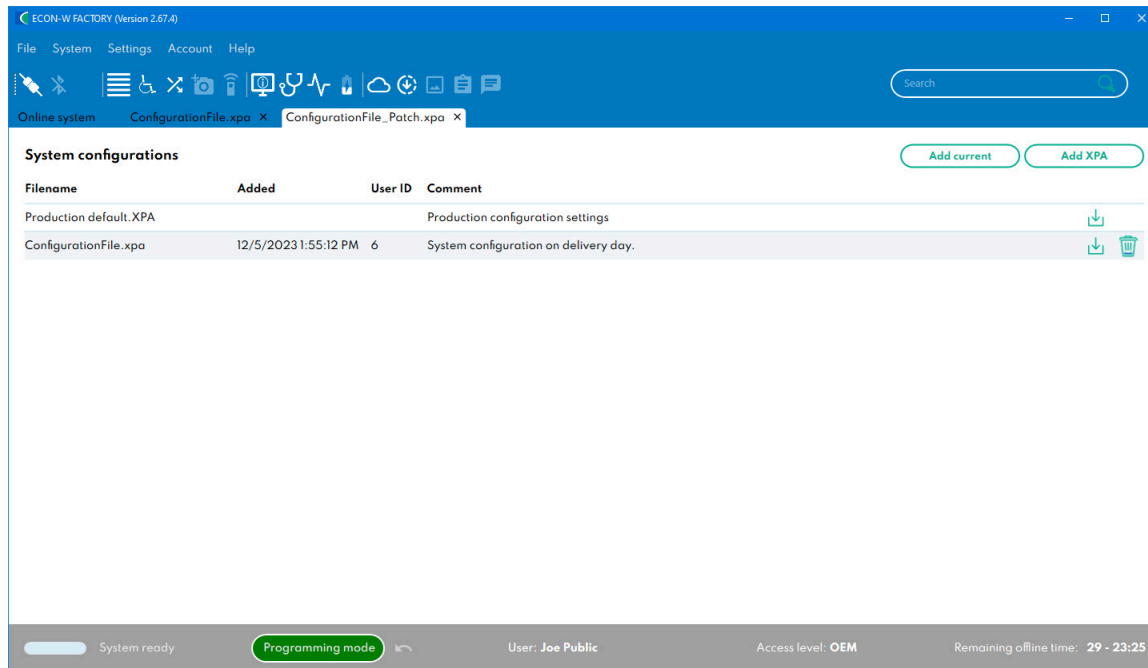 ECON-W FACTORY (Version 2.67.4)
File System Settings Account Help
Search
Online system ConfigurationFile.xpa ConfigurationFile_Patch.xpa
System configurations Add current Add XPA
Filename Added User ID Comment
Production default.XPA Production configuration settings
ConfigurationFile.xpa 12/5/2023 1:55:12 PM 6 System configuration on delivery day.
System ready Programming mode User: Joe Public Access level: OEM Remaining offline time: 29 - 23:25